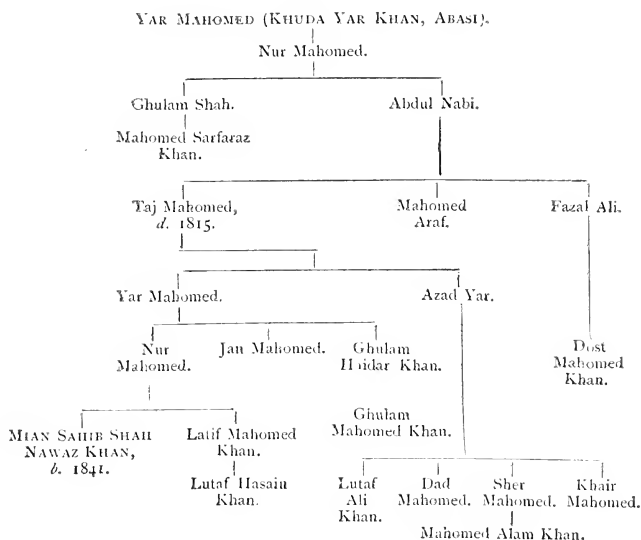 YAR MAHOMED (KHUDA YAR KHAN, ABASI).
Nur Mahomed.
Ghulam Shah. Abdul Nabi.
Mahomed Sarfaraz
Khan.
Taj Mahomed, Mahomed Fazal Ali.
d. 1815. Araf.
Yar Mahomed. Azad Yar.
Nur Jan Mahomed. Ghulam Dost
Mahomed. Haidar Khan. Mahomed
Khan.
Ghulam
Mahomed Khan.
MIAN SAHIB SHAH Latif Mahomed
NAWAZ KHAN, Khan.
b. 1841.
Lutaf Hasain
Khan.
Lutaf Dad Sher Khair
Ali Mahomed. Mahomed. Mahomed.
Khan.
Mahomed Alam Khan.